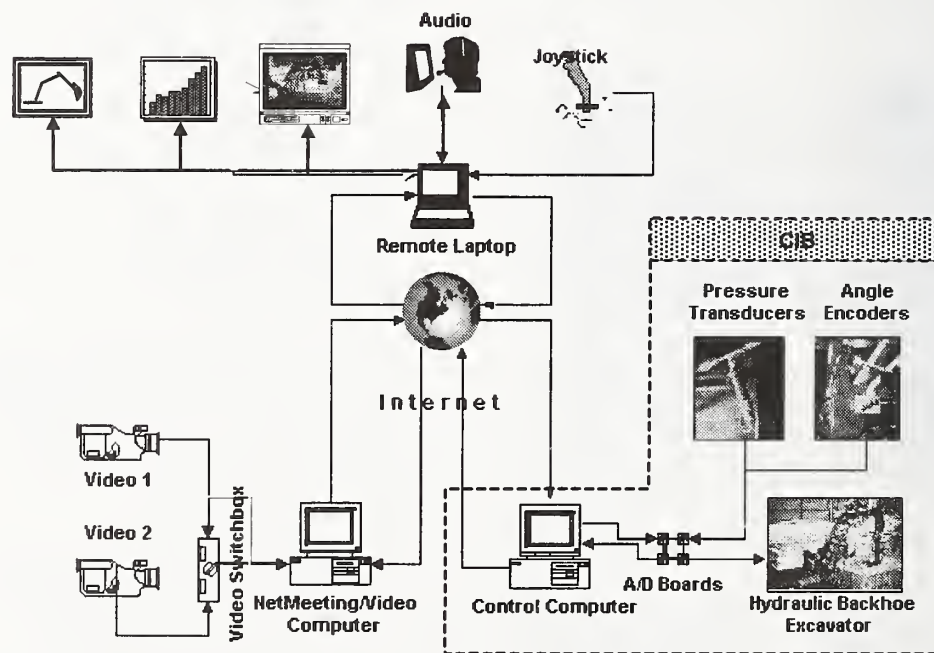 Audio
Joystick
Remote Laptop
CIB
Pressure
Transducers
Angle
Encoders
Internet
Video 1
Video 2
Video Switchbox
NetMeeting/Video
Computer
Control Computer
A/D Boards
Hydraulic Backhoe
Excavator